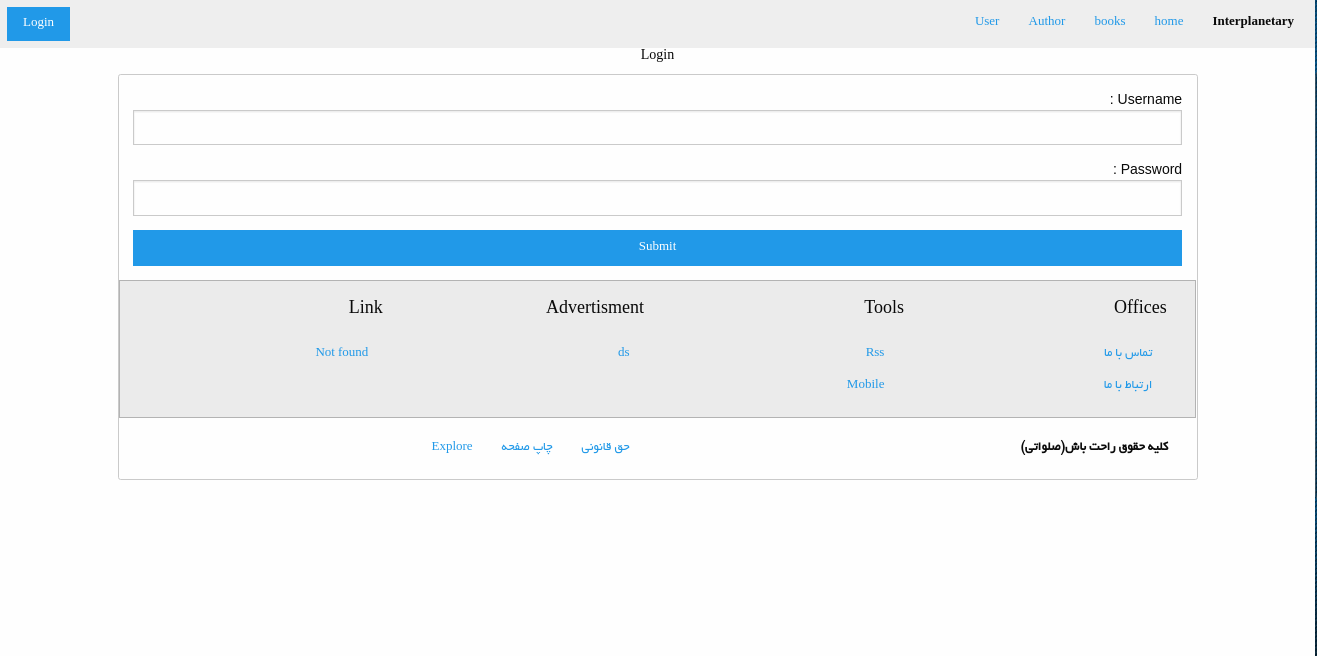 Login
User Author books home Interplanetary
Login
: Username
: Password
Submit
Link Advertisment Tools Offices
Not found ds Rss تماس با ما
Mobile ارتباط با ما
Explore چاپ صفحه حق قانونی کلیه حقوق راحت باش(صلواتی)